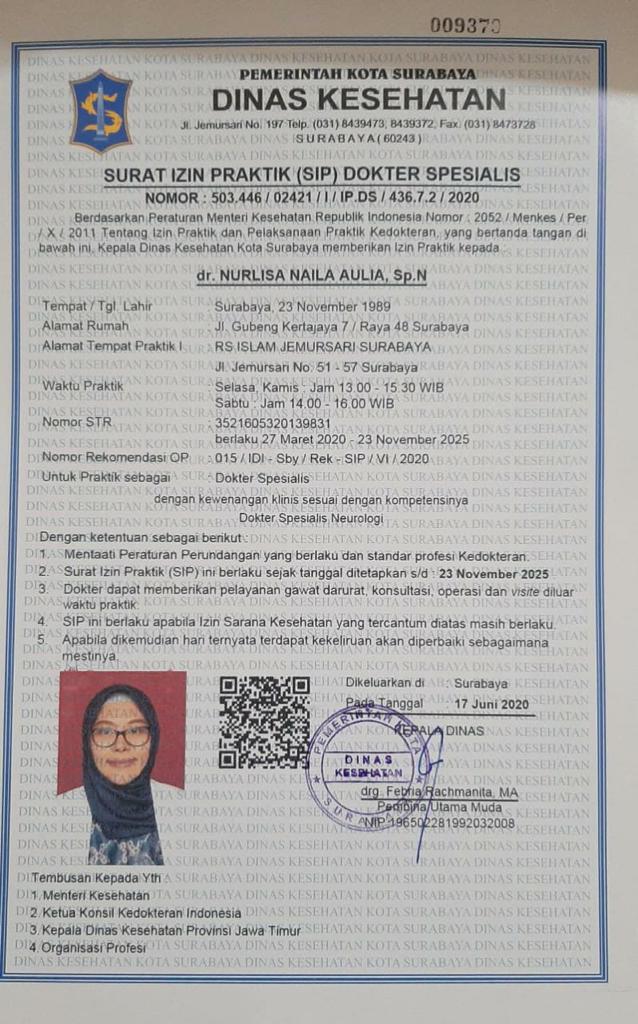 009379
PEMERINTAH KOTA SURABAYA
DINAS KESEHATAN
Jl. Jemursari No. 197 Telp. (031) 8439473, 8439372, Fax. (031) 8473728
SURABAYA ( 60243 )
SURAT IZIN PRAKTIK (SIP) DOKTER SPESIALIS
NOMOR : 503.446 / 02421 / I / IP.DS / 436.7.2 / 2020
Berdasarkan Peraturan Menteri Kesehatan Republik Indonesia Nomor : 2052 / Menkes / Per
/ X / 2011 Tentang Izin Praktik dan Pelaksanaan Praktik Kedokteran, yang bertanda tangan di
bawah ini, Kepala Dinas Kesehatan Kota Surabaya memberikan Izin Praktik kepada :
dr. NURLISA NAILA AULIA, Sp.N
Tempat / Tgl. Lahir : Surabaya, 23 November 1989
Alamat Rumah : Jl. Gubeng Kertajaya 7 / Raya 48 Surabaya
Alamat Tempat Praktik I : RS ISLAM JEMURSARI SURABAYA
Jl. Jemursari No. 51 - 57 Surabaya
Waktu Praktik : Selasa, Kamis : Jam 13.00 - 15.30 WIB
Sabtu : Jam 14.00 - 16.00 WIB
Nomor STR : 3521605320139831
berlaku 27 Maret 2020 - 23 November 2025
Nomor Rekomendasi OP : 015 / IDI - Sby / Rek - SIP / VI / 2020
Untuk Praktik sebagai : Dokter Spesialis
dengan kewenangan klinis sesuai dengan kompetensinya
Dokter Spesialis Neurologi
Dengan ketentuan sebagai berikut :
1. Mentaati Peraturan Perundangan yang berlaku dan standar profesi Kedokteran.
2. Surat Izin Praktik (SIP) ini berlaku sejak tanggal ditetapkan s/d : 23 November 2025
3. Dokter dapat memberikan pelayanan gawat darurat, konsultasi, operasi dan visite diluar
waktu praktik.
4. SIP ini berlaku apabila Izin Sarana Kesehatan yang tercantum diatas masih berlaku.
5. Apabila dikemudian hari ternyata terdapat kekeliruan akan diperbaiki sebagaimana
mestinya.
Dikeluarkan di : Surabaya
Pada Tanggal : 17 Juni 2020
KEPALA DINAS
PEMERINTAH KOTA
DINAS
KESEHATAN
SURABAYA
drg. Febria Rachmanita, MA
Pembina Utama Muda
NIP 196502281992032008
Tembusan Kepada Yth
1. Menteri Kesehatan
2. Ketua Konsil Kedokteran Indonesia
3. Kepala Dinas Kesehatan Provinsi Jawa Timur
4. Organisasi Profesi